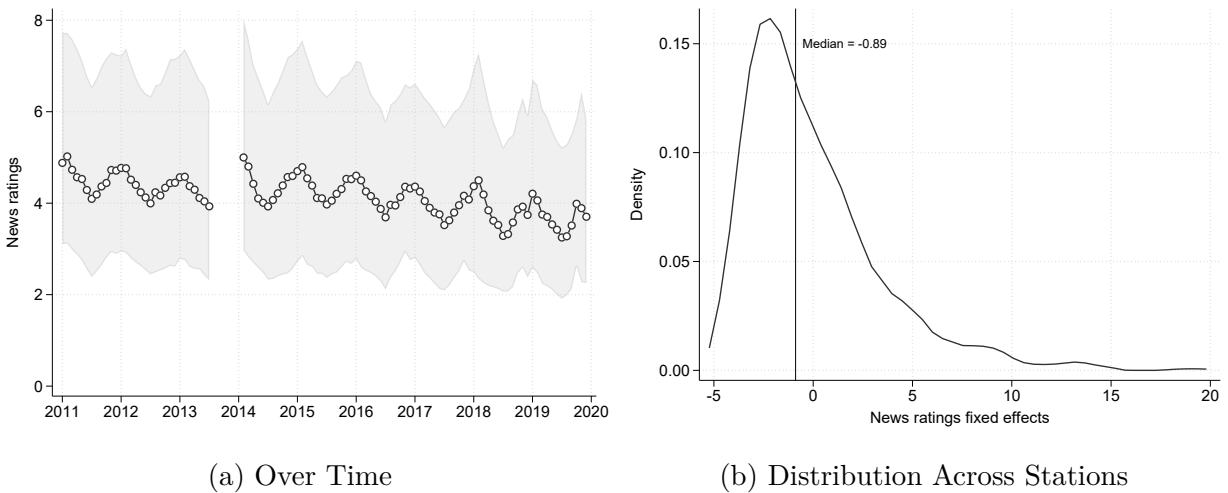 News ratings
8
6
4
2
0
2011 2012 2013 2014 2015 2016 2017 2018 2019 2020
(a) Over Time
Density
0.15
0.10
0.05
0.00
Median = -0.89
-5 0 5 10 15 20
News ratings fixed effects
(b) Distribution Across Stations